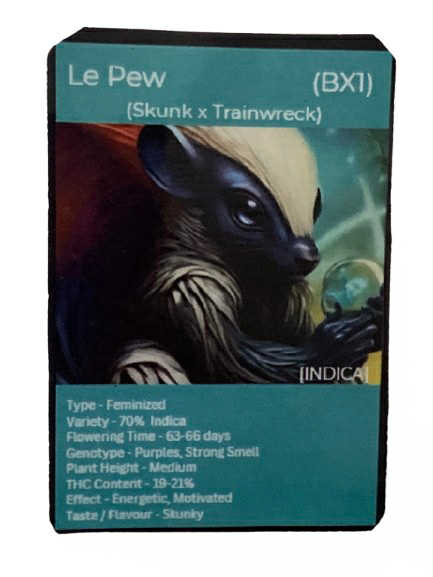 Le Pew (BX1)
(Skunk x Trainwreck)
[INDICA]
Type - Feminized
Variety - 70% Indica
Flowering Time - 63-66 days
Genotype - Purples, Strong Smell
Plant Height - Medium
THC Content - 19-21%
Effect - Energetic, Motivated
Taste / Flavour - Skunky